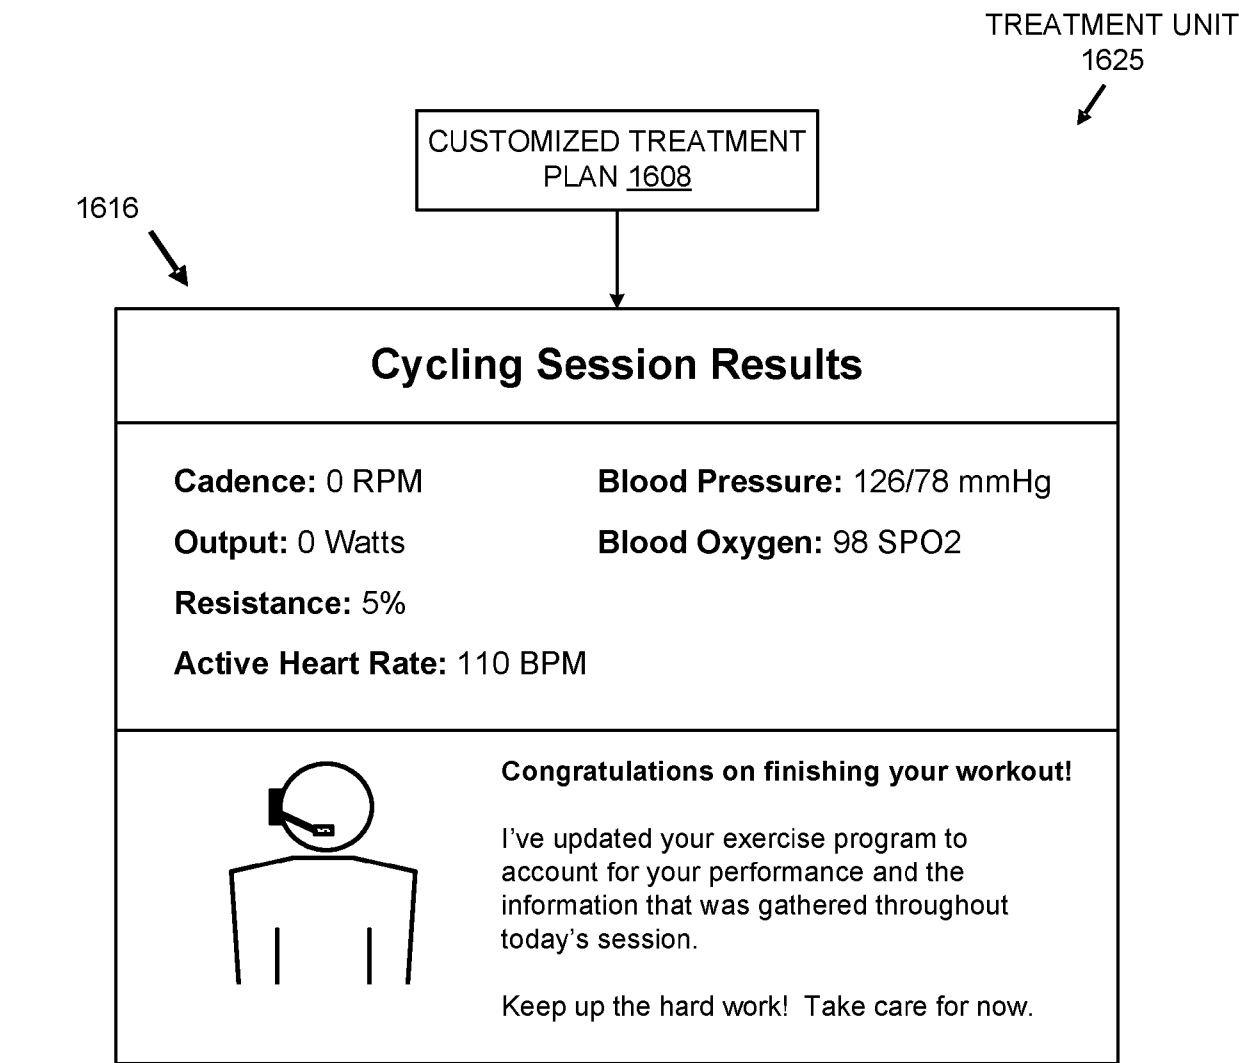 TREATMENT UNIT
1625
CUSTOMIZED TREATMENT
PLAN 1608
1616
Cycling Session Results
Cadence: 0 RPM
Blood Pressure: 126/78 mmHg
Output: 0 Watts
Blood Oxygen: 98 SPO2
Resistance: 5%
Active Heart Rate: 110 BPM
Congratulations on finishing your workout!
I've updated your exercise program to
account for your performance and the
information that was gathered throughout
today's session.
Keep up the hard work!  Take care for now.